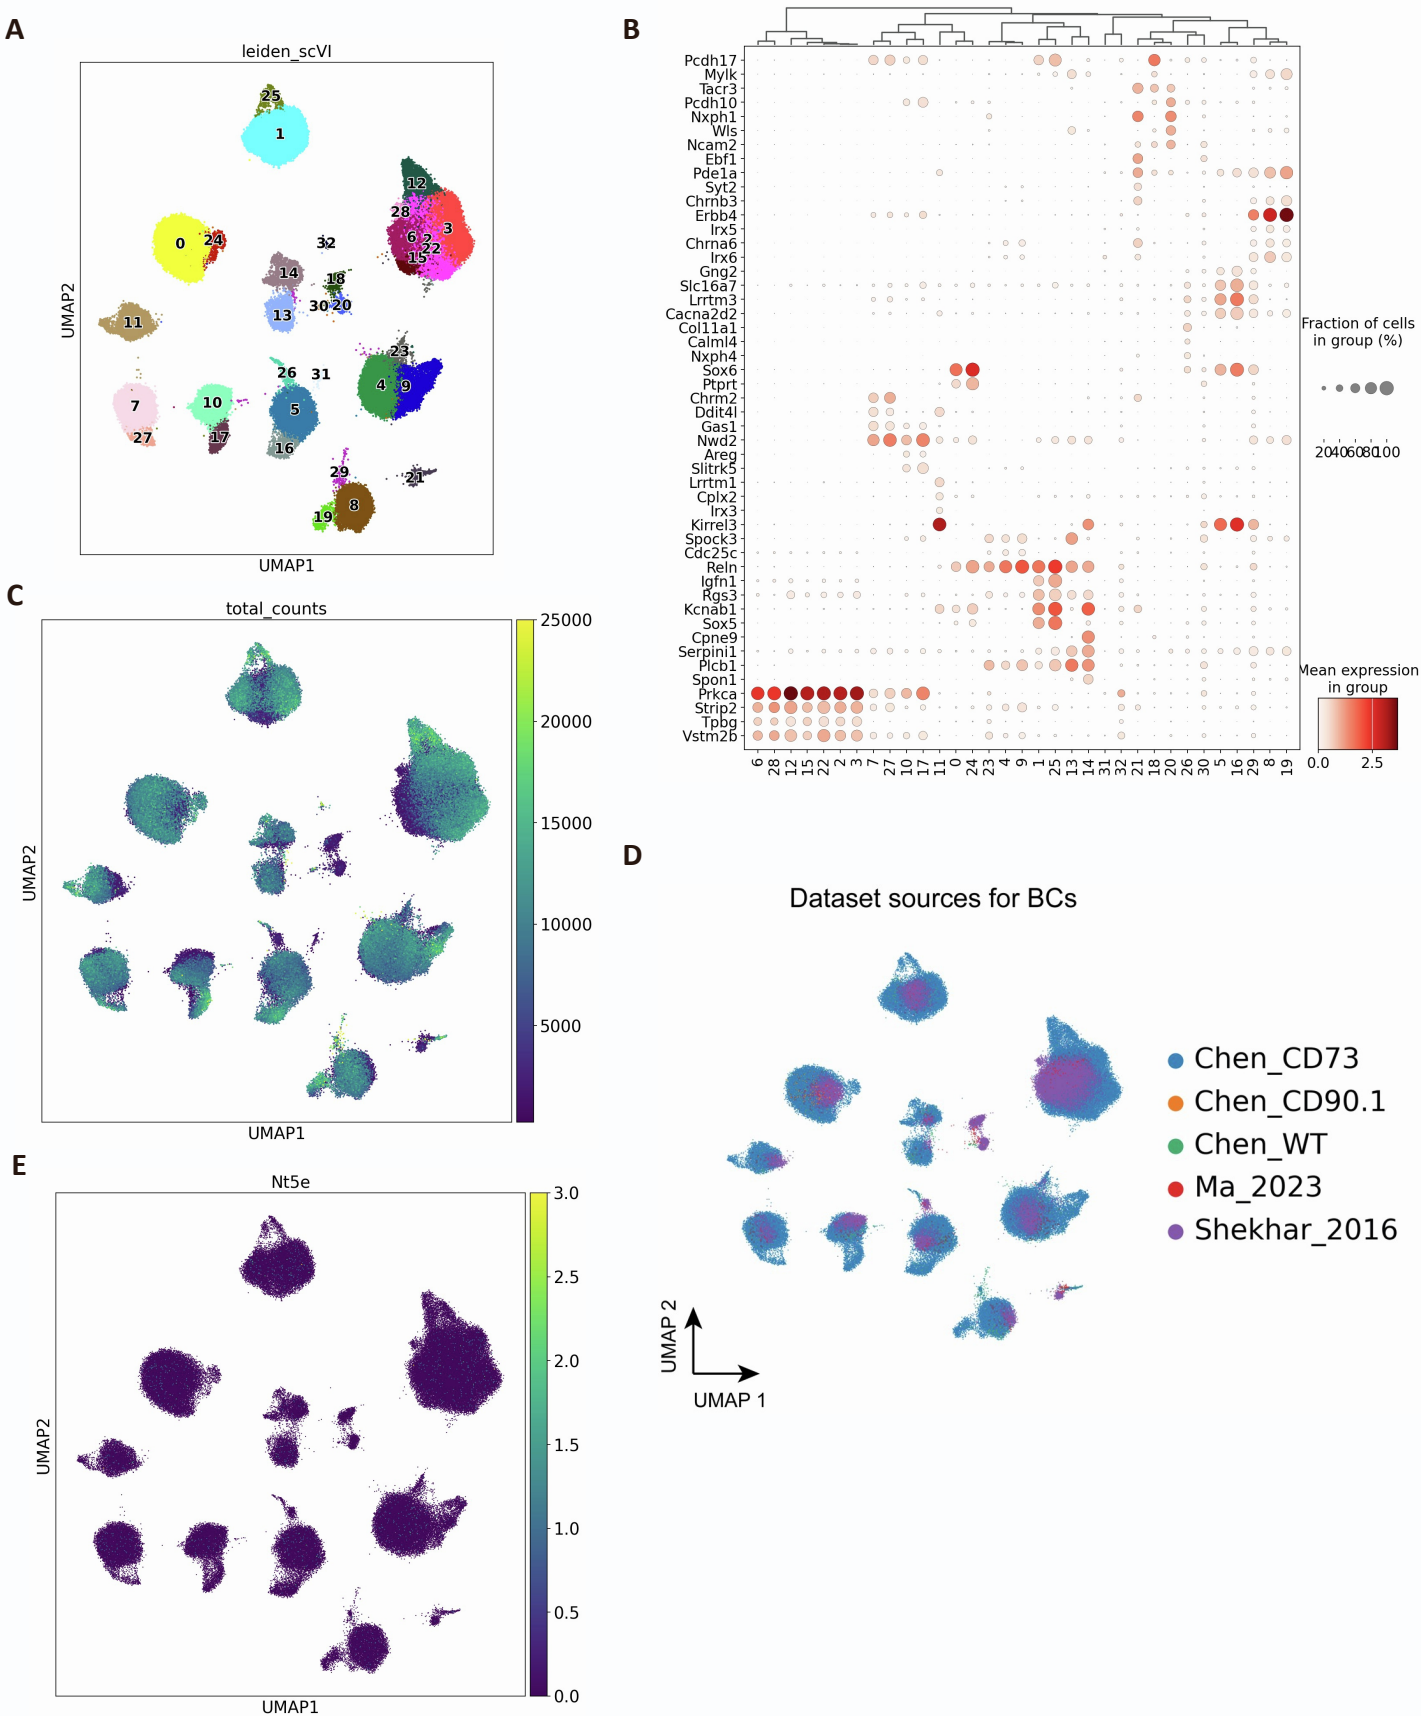 A
leiden_scVI
25
1
12
28
3
6
2
22
15
0
24
32
14
18
30
20
13
11
23
4
9
26
31
7
10
5
27
17
16
29
21
8
19
UMAP2
UMAP1
B
Pcdh17
Mylk
Tacr3
Pcdh10
Nxph1
Wls
Ncam2
Ebf1
Pde1a
Syt2
Chrnb3
Erbb4
Irx5
Chrna6
Irx6
Gng2
Slc16a7
Lrrtm3
Cacna2d2
Col11a1
Calml4
Nxph4
Sox6
Ptprt
Chrm2
Ddit4l
Gas1
Nwd2
Areg
Slitrk5
Lrrtm1
Cplx2
Irx3
Kirrel3
Spock3
Cdc25c
Reln
Igfn1
Rgs3
Kcnab1
Sox5
Cpne9
Serpini1
Plcb1
Spon1
Prkca
Strip2
Tpbg
Vstm2b
6 28 12 15 22 2 3 7 27 10 17 11 0 24 23 4 9 1 25 13 14 31 32 21 18 20 26 30 5 16 29 8 19
Fraction of cells
in group (%)
20 40 60 80 100
Mean expression
in group
0.0 2.5
C
total_counts
25000
20000
15000
10000
5000
UMAP2
UMAP1
D
Dataset sources for BCs
Chen_CD73
Chen_CD90.1
Chen_WT
Ma_2023
Shekhar_2016
UMAP 2
UMAP 1
E
Nt5e
3.0
2.5
2.0
1.5
1.0
0.5
0.0
UMAP2
UMAP1